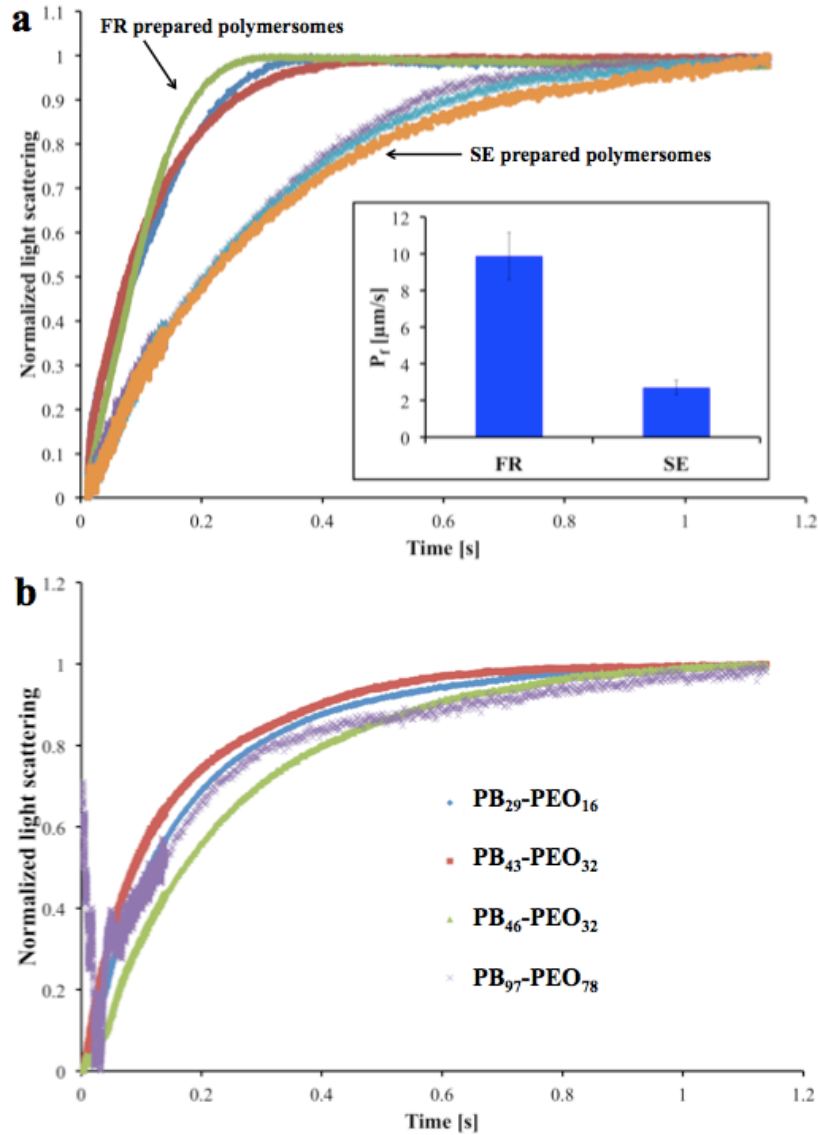 a
FR prepared polymersomes
SE prepared polymersomes
Normalized light scattering
1.1
1
0.9
0.8
0.7
0.6
0.5
0.4
0.3
0.2
0.1
0
0
0.2
0.4
0.6
0.8
1
1.2
Time [s]
P_f [µm/s]
12
10
8
6
4
2
0
FR
SE
b
Normalized light scattering
1.2
1
0.8
0.6
0.4
0.2
0
0
0.2
0.4
0.6
0.8
1
1.2
Time [s]
PB₂₉-PEO₁₆
PB₄₃-PEO₃₂
PB₄₆-PEO₃₂
PB₉₇-PEO₇₈